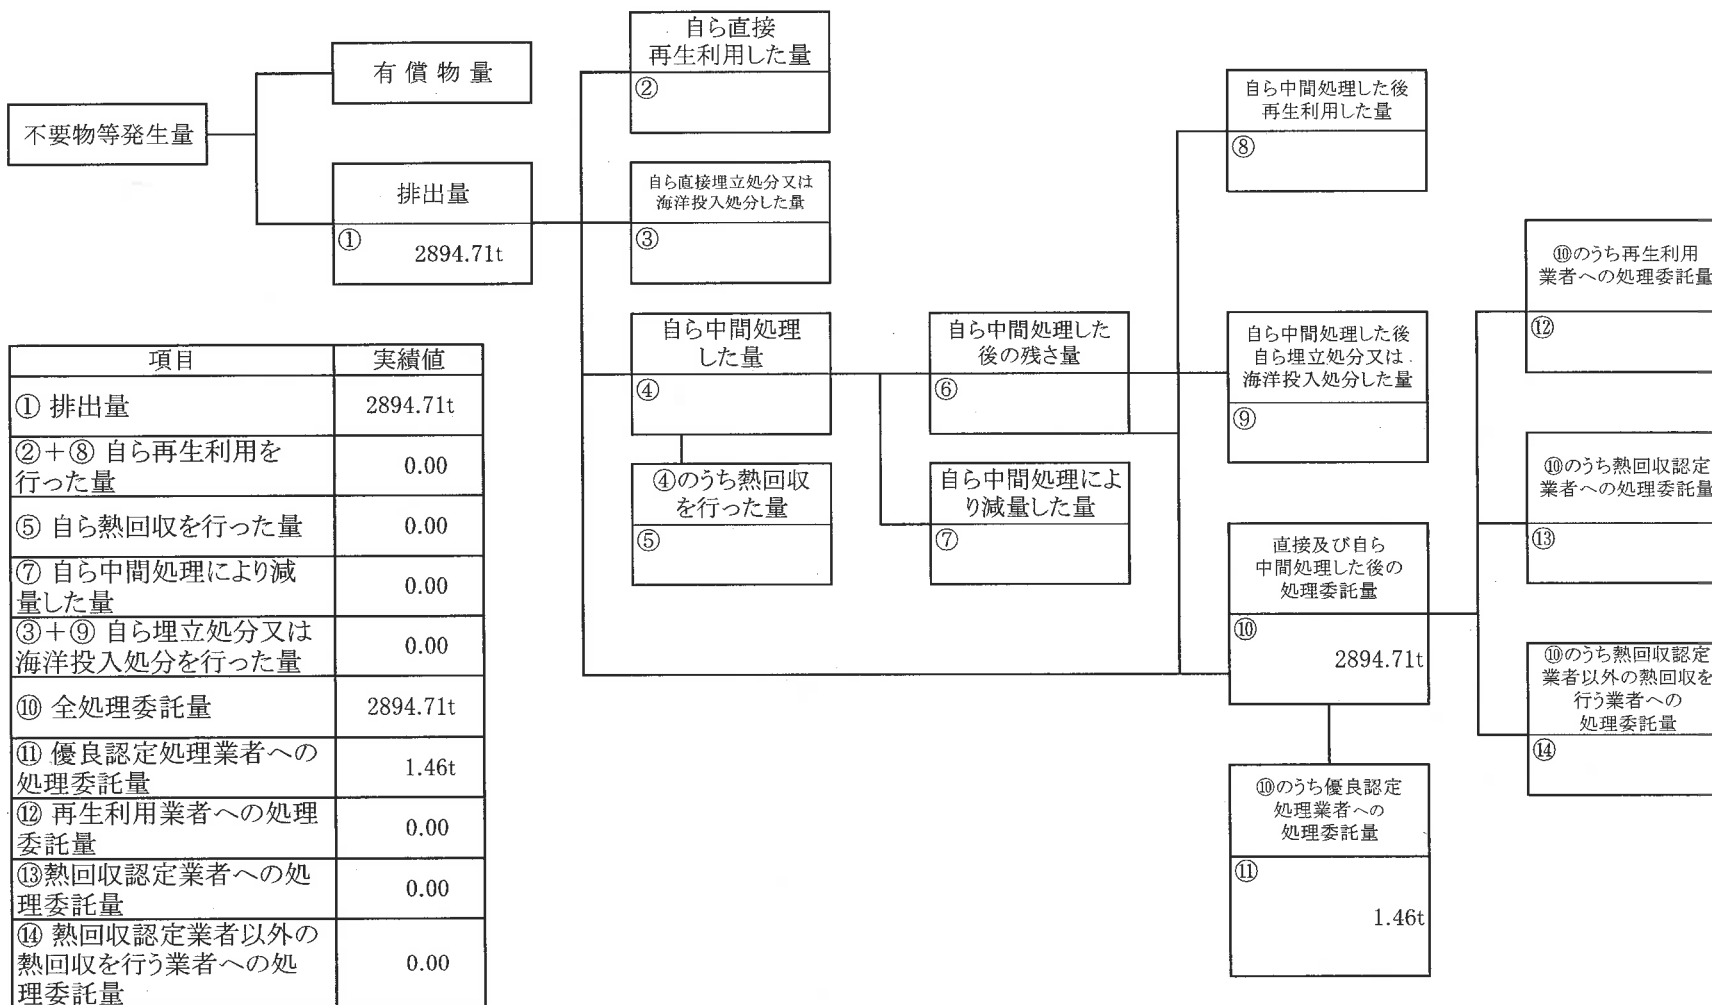 不要物等発生量
有償物量
排出量
①
2894.71t
自ら直接
再生利用した量
②
自ら直接埋立処分又は
海洋投入処分した量
③
自ら中間処理
した量
④
④のうち熱回収
を行った量
⑤
自ら中間処理した
後の残さ量
⑥
自ら中間処理によ
り減量した量
⑦
自ら中間処理した後
再生利用した量
⑧
自ら中間処理した後
自ら埋立処分又は
海洋投入処分した量
⑨
直接及び自ら
中間処理した後の
処理委託量
⑩
2894.71t
⑩のうち優良認定
処理業者への
処理委託量
⑪
1.46t
⑩のうち再生利用
業者への処理委託量
⑫
⑩のうち熱回収認定
業者への処理委託量
⑬
⑩のうち熱回収認定
業者以外の熱回収を
行う業者への
処理委託量
⑭
項目 実績値
① 排出量 2894.71t
②+⑧ 自ら再生利用を
行った量 0.00
⑤ 自ら熱回収を行った量 0.00
⑦ 自ら中間処理により減
量した量 0.00
③+⑨ 自ら埋立処分又は
海洋投入処分を行った量 0.00
⑩ 全処理委託量 2894.71t
⑪ 優良認定処理業者への
処理委託量 1.46t
⑫ 再生利用業者への処理
委託量 0.00
⑬熱回収認定業者への処
理委託量 0.00
⑭ 熱回収認定業者以外の
熱回収を行う業者への処 0.00
理委託量